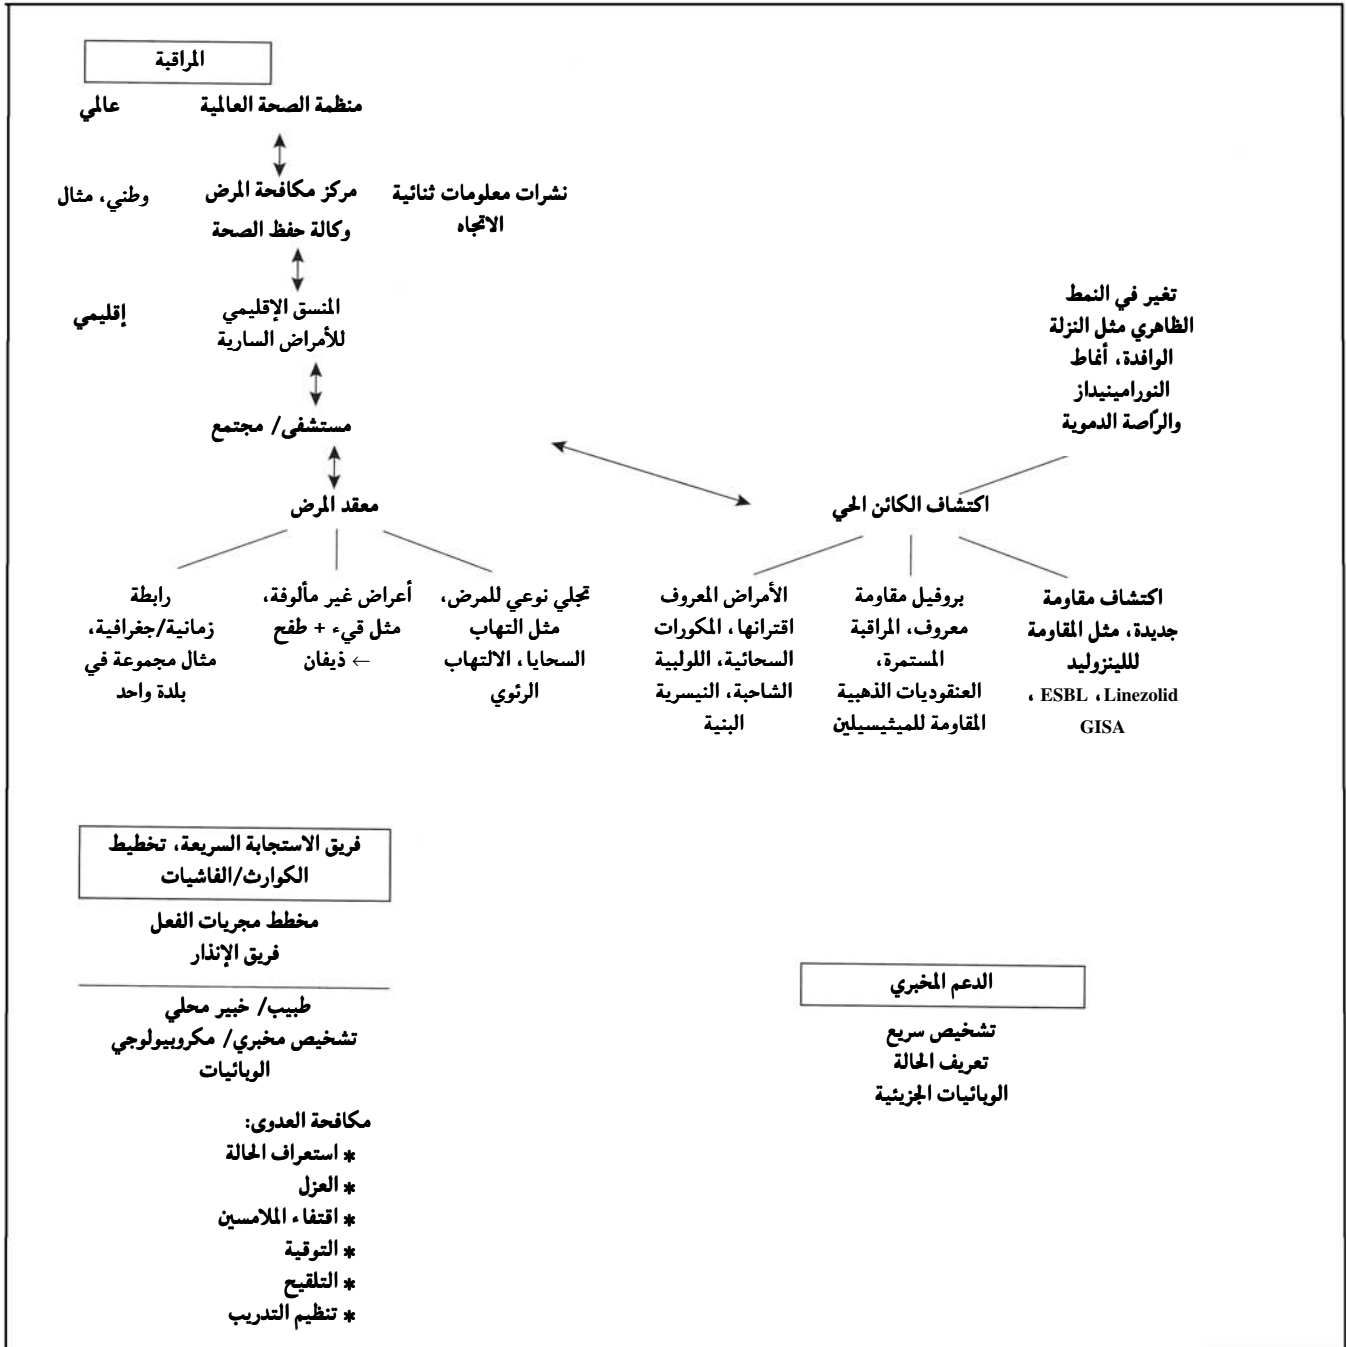 المراقبة
منظمة الصحة العالمية
عالمي
نشرات معلومات ثنائية
الاتجاه
مركز مكافحة المرض
وكالة حفظ الصحة
وطني، مثال
المنسق الإقليمي
للأمراض السارية
إقليمي
مستشفى/ مجتمع
معقد المرض
تغير في النمط
الظاهري مثل النزلة
الوافدة، أنماط
النورامينيداز
والراصة الدموية
اكتشاف الكائن الحي
اكتشاف مقاومة
جديدة، مثل المقاومة
لللينزوليد
Linezolid، ESBL،
GISA
بروفيل مقاومة
معروف، المراقبة
المستمرة،
العنقوديات الذهبية
المقاومة للميثيسيلين
الأمراض المعروف
اقترانها، المكورات
السحائية، اللولبية
الشاحبة، النيسرية
البنية
تجلي نوعي للمرض،
مثل التهاب
السحايا، الالتهاب
الرئوي
أعراض غير مألوفة،
مثل قيء + طفح
← ذيفان
رابطة
زمانية/جغرافية،
مثال مجموعة في
بلدة واحد
فريق الاستجابة السريعة، تخطيط
الكوارث/الفاشيات
مخطط مجريات الفعل
فريق الإنذار
طبيب/ خبير محلي
تشخيص مخبري/ مكروبيولوجي
الوبائيات
مكافحة العدوى:
* استعراف الحالة
* العزل
* اقتفاء الملامسين
* التوقية
* التلقيح
* تنظيم التدريب
الدعم المخبري
تشخيص سريع
تعريف الحالة
الوبائيات الجزيئية